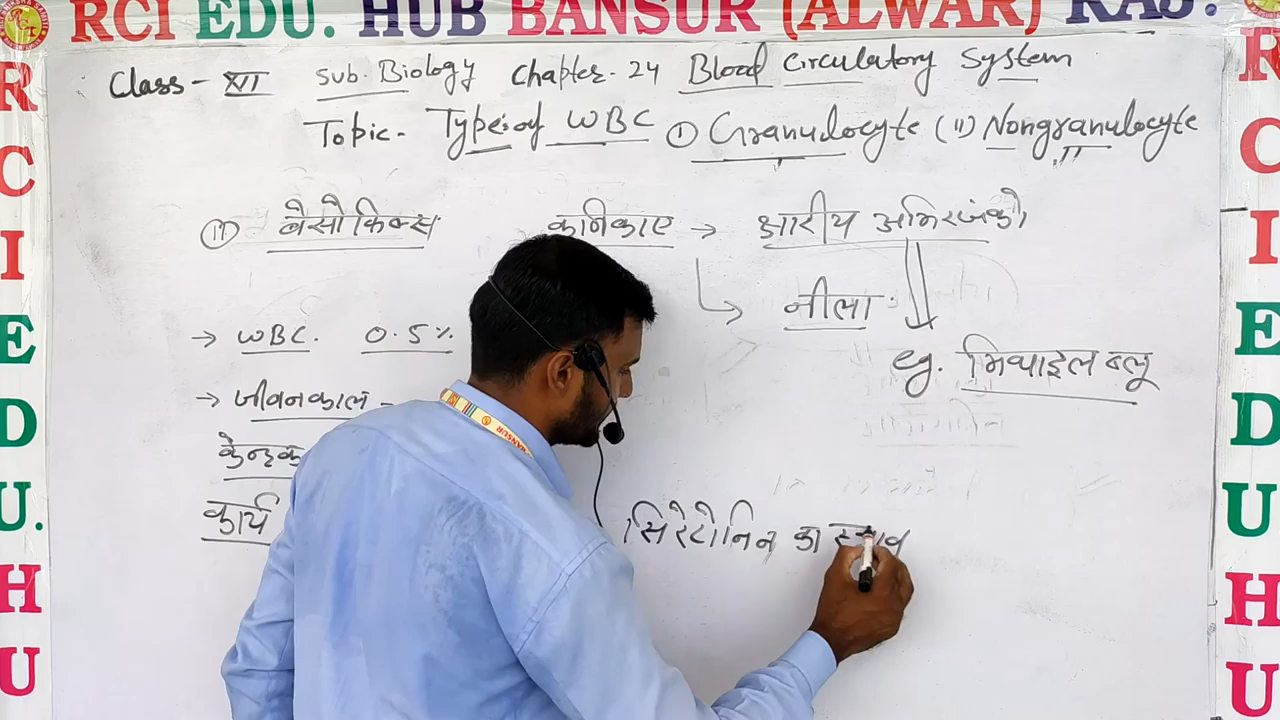 RCI EDU. HUB BANSUR (ALWAR) RAJ.
Class - XII Sub. Biology Chapter- 24 Blood Circulatory System
Topic - Types of WBC (I) Granulocyte (II) Nongranulocyte
बेसोफिल्स कणिकाए → क्षारीय अभिरंजको
→ नीला
→ WBC. 0.5%
eg. मिथाइल ब्लू
→ जीवनकाल -
केन्द्रक
कार्य सिरेटोनिन का स्त्राव
R C I E D U. H U
R C I E D U H U
BANSUR